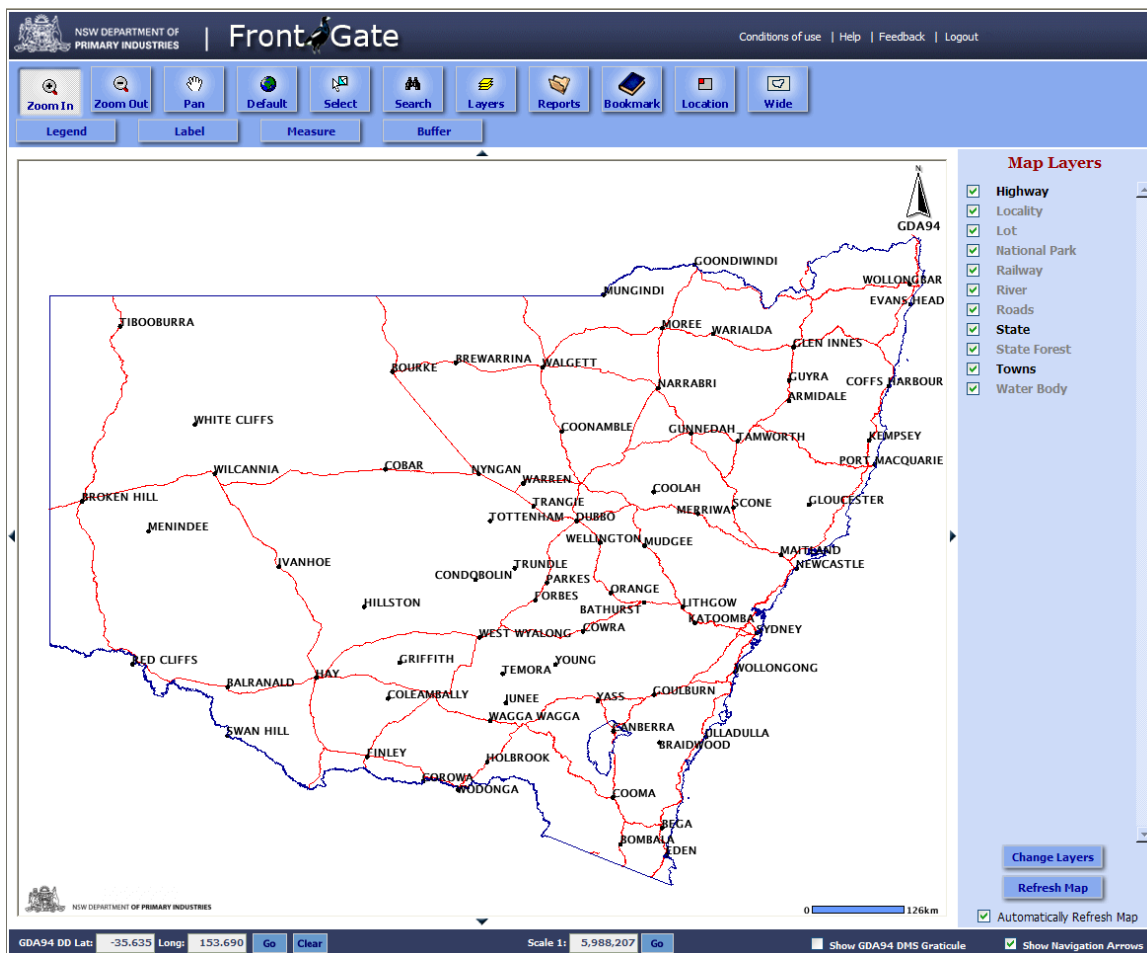 NSW DEPARTMENT OF
PRIMARY INDUSTRIES | Front Gate
Conditions of use | Help | Feedback | Logout
Zoom In Zoom Out Pan Default Select Search Layers Reports Bookmark Location Wide
Legend Label Measure Buffer
Map Layers
Highway
Locality
Lot
National Park
Railway
River
Roads
State
State Forest
Towns
Water Body
N
GDA94
GOONDIWINDI
WOLLONGBAR
MUNGINDI
EVANS HEAD
TIBOOBURRA
MOREE
WARIALDA
GLEN INNES
BREWARRINA
WALGETT
BOURKE
NARRABRI
GUYRA
COFFS HARBOUR
ARMIDALE
WHITE CLIFFS
COONAMBLE
GUNNEDAH
TAMWORTH
KEMPSEY
WILCANNIA
COBAR
NYNGAN
PORT MACQUARIE
WARREN
COOLAH
BROKEN HILL
TRANGIE
MERRIWA
SCONE
GLOUCESTER
MENINDEE
TOTTENHAM
DUBBO
WELLINGTON
MUDGEE
MAITLAND
NEWCASTLE
IVANHOE
TRUNDLE
CONDOBOLIN
PARKES
ORANGE
HILLSTON
FORBES
BATHURST
LITHGOW
KATOOMBA
WEST WYALONG
COWRA
SYDNEY
RED CLIFFS
GRIFFITH
YOUNG
TEMORA
WOLLONGONG
HAY
BALRANALD
COLEAMBALLY
JUNEE
YASS
GOULBURN
WAGGA WAGGA
SWAN HILL
CANBERRA
ULLADULLA
BRAIDWOOD
FINLEY
HOLBROOK
COROWA
WODONGA
COOMA
BEGA
BOMBALA
EDEN
Change Layers
Refresh Map
NSW DEPARTMENT OF PRIMARY INDUSTRIES
0 126km
Automatically Refresh Map
GDA94 DD Lat: -35.635 Long: 153.690 Go Clear Scale 1: 5,988,207 Go Show GDA94 DMS Graticule Show Navigation Arrows